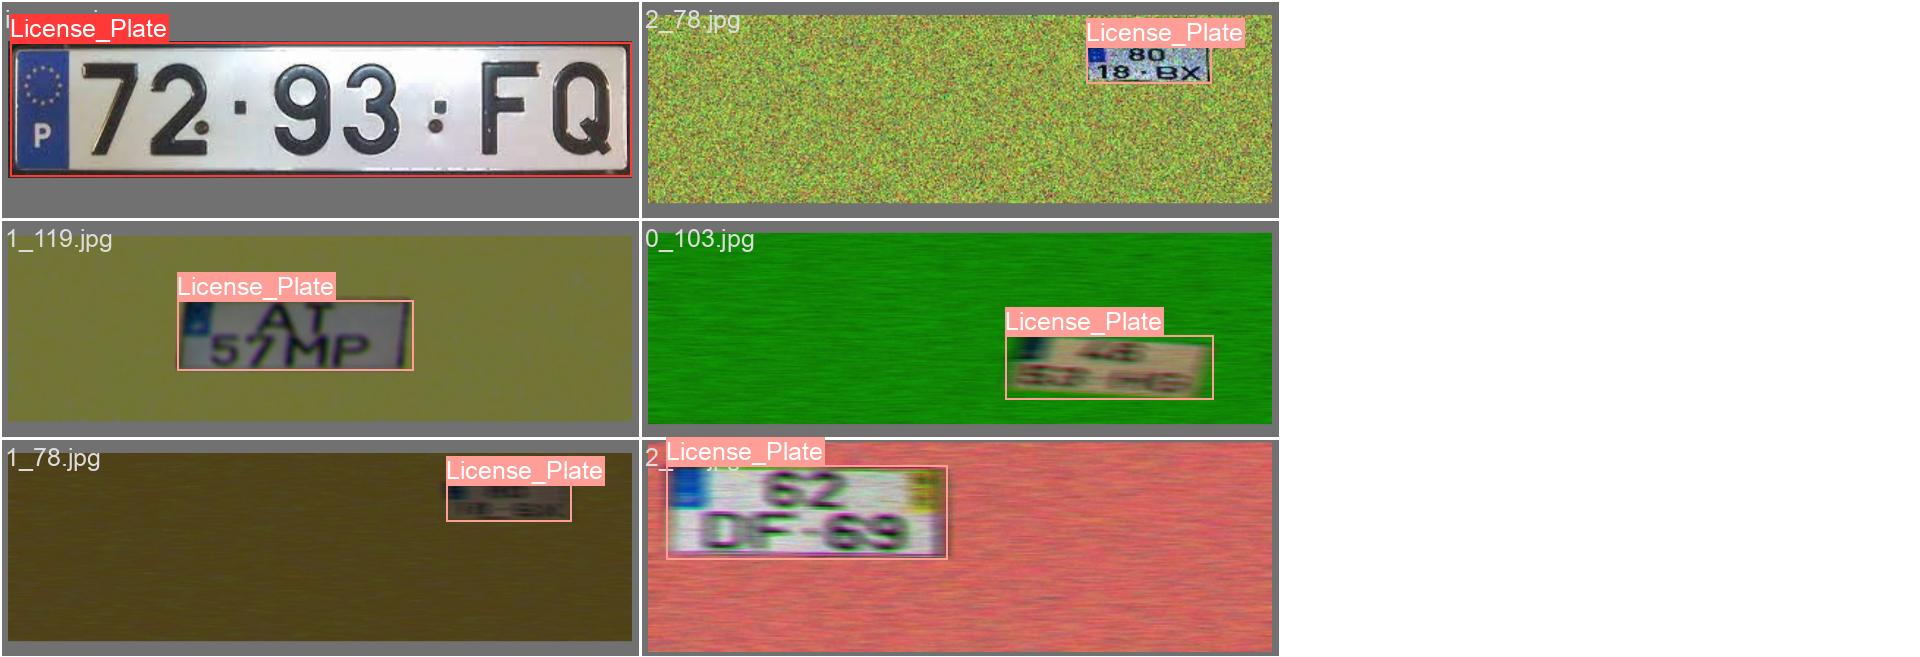 License_Plate
P
72·93·FQ
2_78.jpg
License_Plate
80
18·BX
1_119.jpg
License_Plate
AT
57MP
0_103.jpg
License_Plate
1_78.jpg
License_Plate
License_Plate
62
DF-69